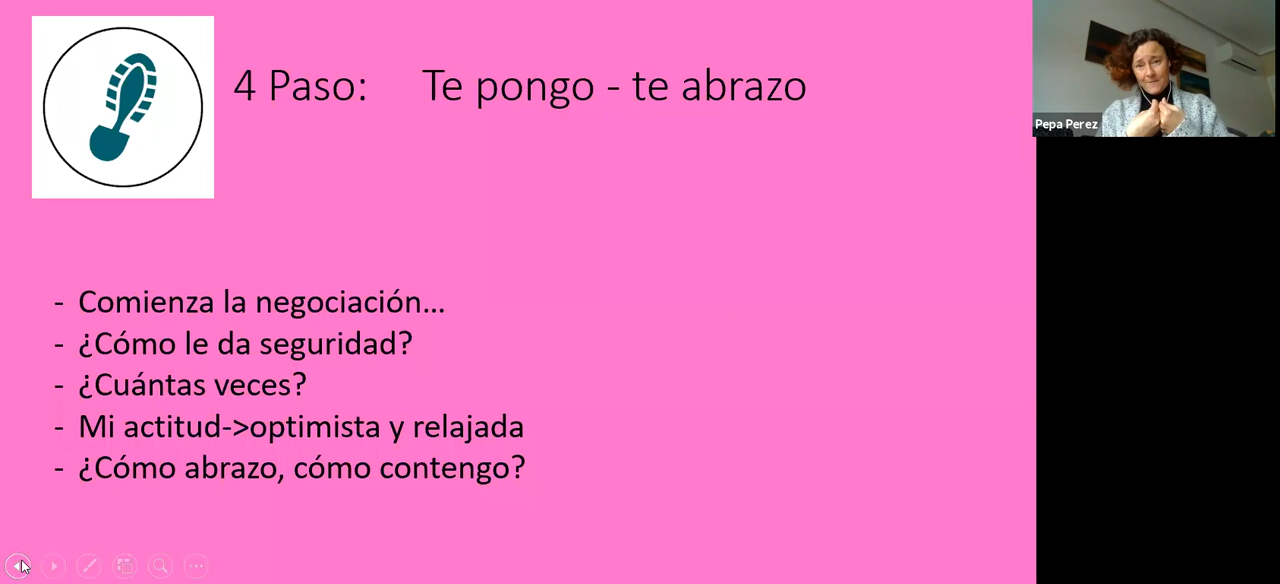 4 Paso: Te pongo - te abrazo
Pepa Perez
- Comienza la negociación...
- ¿Cómo le da seguridad?
- ¿Cuántas veces?
- Mi actitud->optimista y relajada
- ¿Cómo abrazo, cómo contengo?